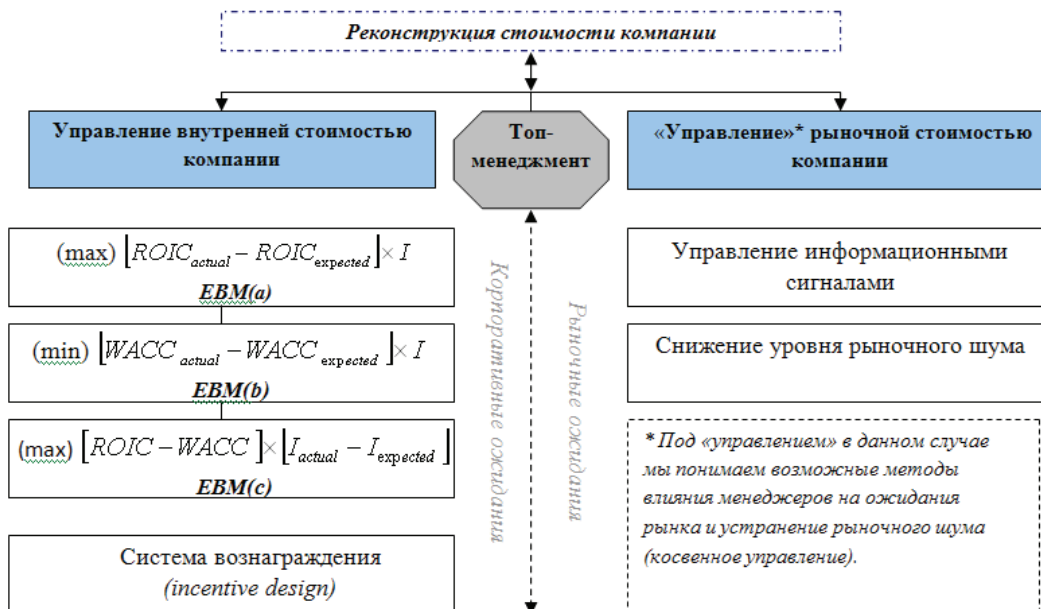 Реконструкция стоимости компании
Управление внутренней стоимостью
компании
Топ-
менеджмент
«Управление»* рыночной стоимостью
компании
(max) [ROIC_actual − ROIC_expected] × I
EBM(a)
(min) [WACC_actual − WACC_expected] × I
EBM(b)
(max) [ROIC − WACC] × [I_actual − I_expected]
EBM(c)
Система вознаграждения
(incentive design)
Корпоративные ожидания
Рыночные ожидания
Управление информационными
сигналами
Снижение уровня рыночного шума
* Под «управлением» в данном случае
мы понимаем возможные методы
влияния менеджеров на ожидания
рынка и устранение рыночного шума
(косвенное управление).